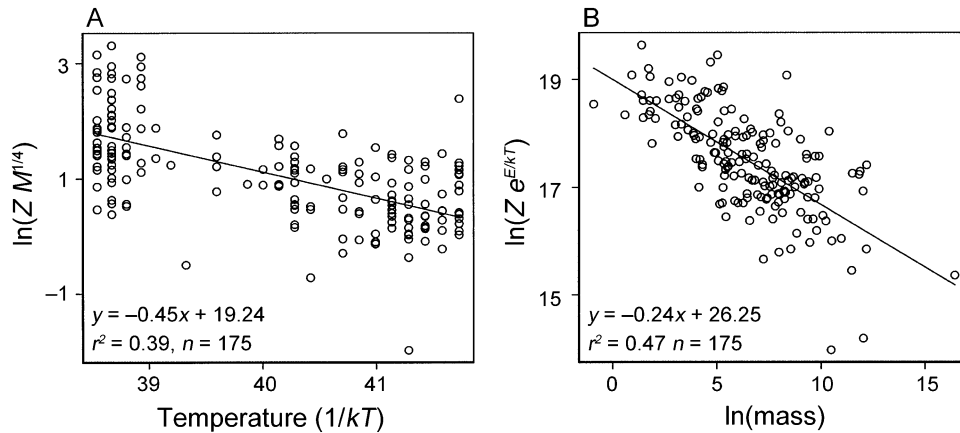 A
3
1
−1
ln(Z M^{1/4})
y = −0.45x + 19.24
r² = 0.39, n = 175
39
40
41
Temperature (1/kT)
B
19
17
15
ln(Z e^{E/kT})
y = −0.24x + 26.25
r² = 0.47 n = 175
0
5
10
15
ln(mass)